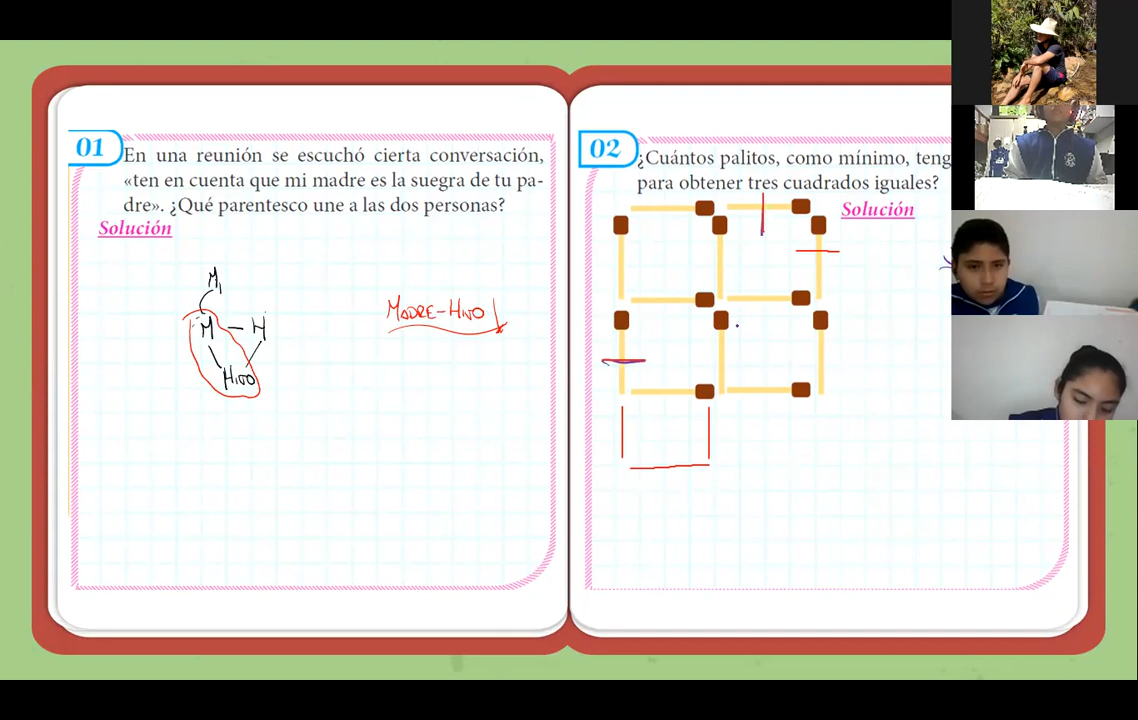 01
En una reunión se escuchó cierta conversación,
«ten en cuenta que mi madre es la suegra de tu pa-
dre». ¿Qué parentesco une a las dos personas?
Solución
M
M — H
HIJO
MADRE-HIJO
02
¿Cuántos palitos, como mínimo, teng
para obtener tres cuadrados iguales?
Solución